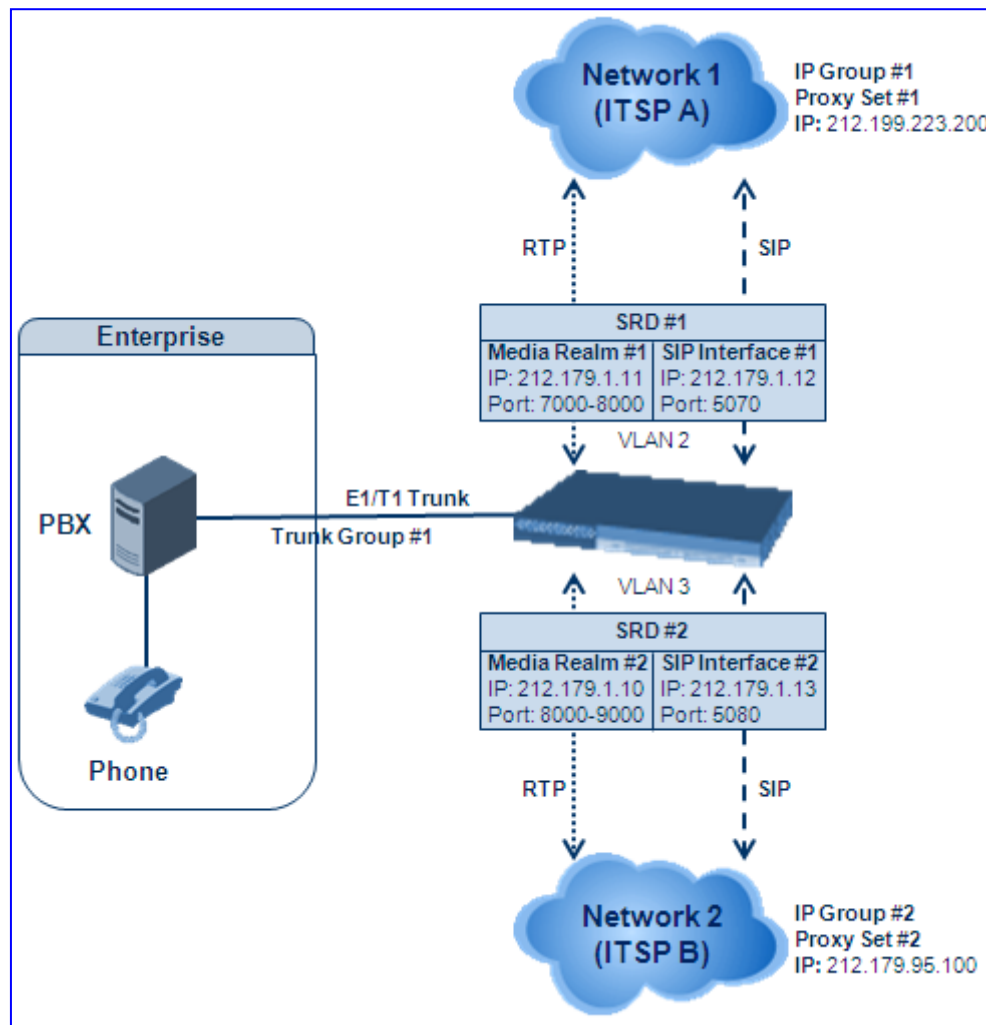 Network 1
(ITSP A)
IP Group #1
Proxy Set #1
IP: 212.199.223.200
RTP
SIP
SRD #1
Media Realm #1
IP: 212.179.1.11
Port: 7000-8000
SIP Interface #1
IP: 212.179.1.12
Port: 5070
VLAN 2
Enterprise
PBX
E1/T1 Trunk
Trunk Group #1
Phone
VLAN 3
SRD #2
Media Realm #2
IP: 212.179.1.10
Port: 8000-9000
SIP Interface #2
IP: 212.179.1.13
Port: 5080
RTP
SIP
Network 2
(ITSP B)
IP Group #2
Proxy Set #2
IP: 212.179.95.100